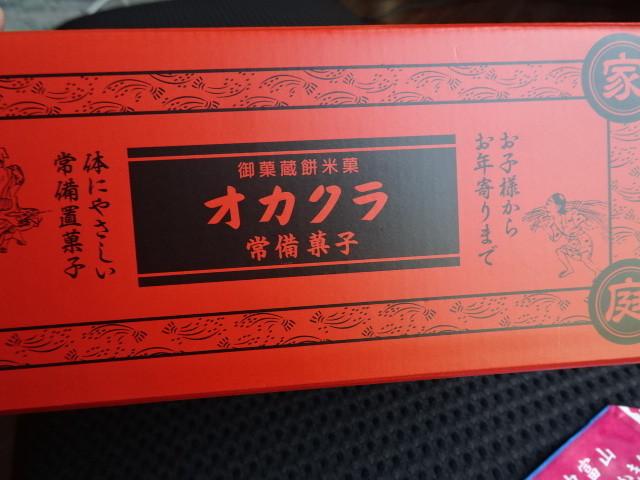 家
庭
お子様から
お年寄りまで
御菓蔵餅米菓
オカクラ
常備菓子
体にやさしい
常備置菓子
富山